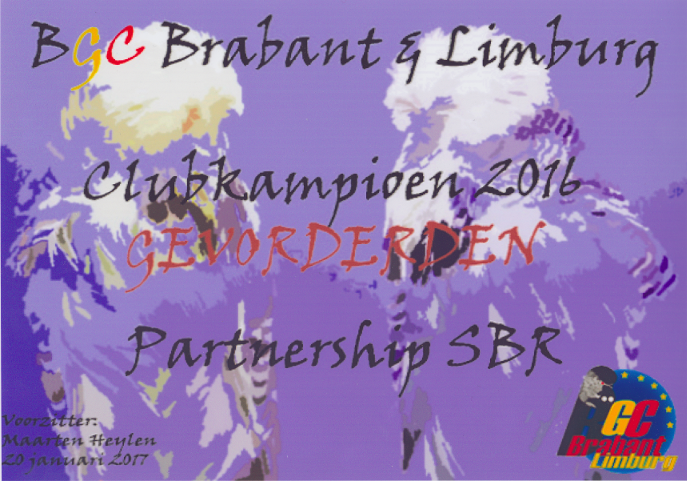 BGC Brabant & Limburg
Clubkampioen 2016
GEVORDERDEN
Partnership SBR
Voorzitter:
Maarten Heylen
20 januari 2017
GC
Brabant
Limburg